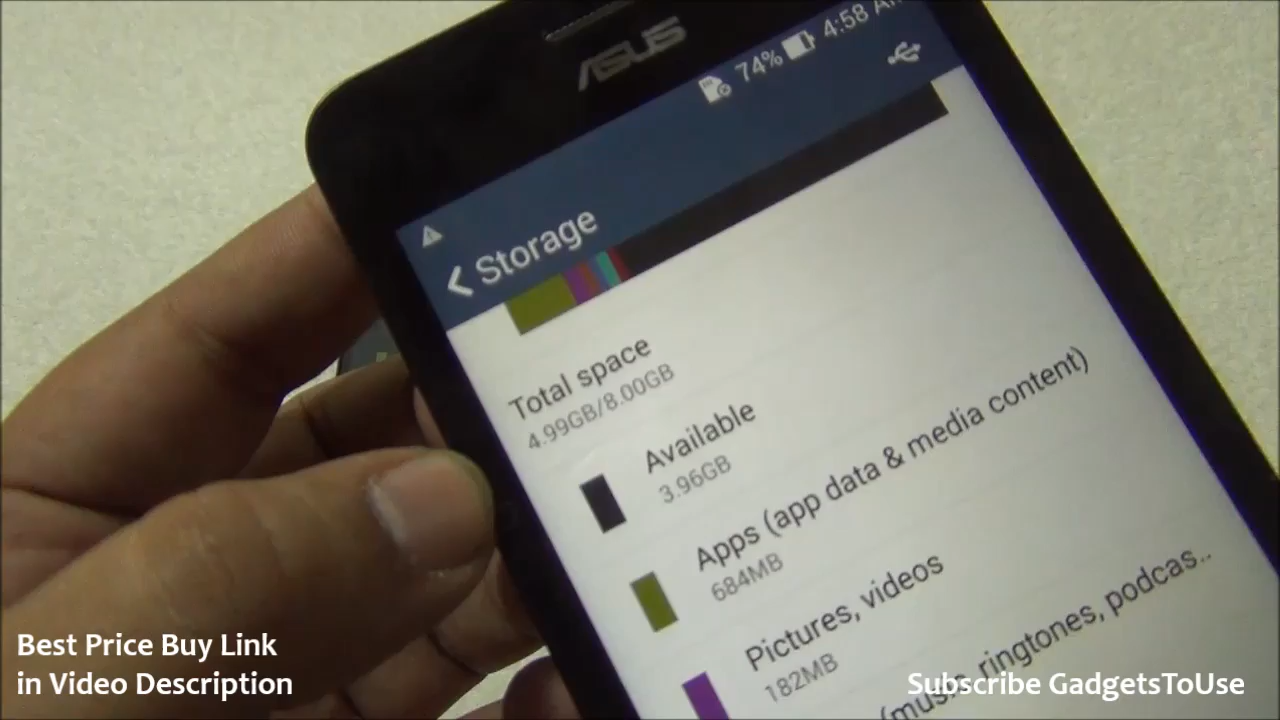 ASUS
74%
4:58 AM
Storage
Total space
4.99GB/8.00GB
Available
3.96GB
Apps (app data & media content)
684MB
Pictures, videos
182MB
(music, ringtones, podcas..
Best Price Buy Link
in Video Description
Subscribe GadgetsToUse